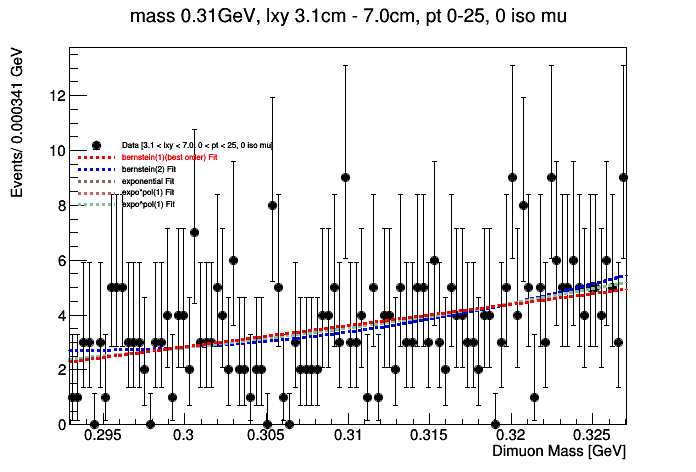 mass 0.31GeV, lxy 3.1cm - 7.0cm, pt 0-25, 0 iso mu
Events/ 0.000341 GeV
12
10
8
6
4
2
0
Data [3.1 < lxy < 7.0, 0 < pt < 25, 0 iso mu]
bernstein(1)(best order) Fit
bernstein(2) Fit
exponential Fit
expo*pol(1) Fit
expo^pol(1) Fit
0.295 0.3 0.305 0.31 0.315 0.32 0.325
Dimuon Mass [GeV]